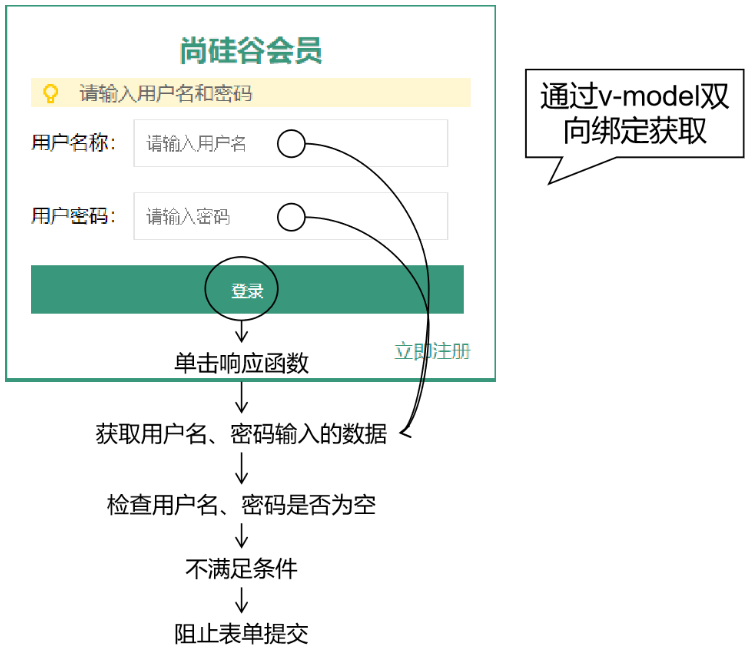 尚硅谷会员
请输入用户名和密码
用户名称：
请输入用户名
用户密码：
请输入密码
登录
立即注册
通过v-model双
向绑定获取
单击响应函数
获取用户名、密码输入的数据
检查用户名、密码是否为空
不满足条件
阻止表单提交